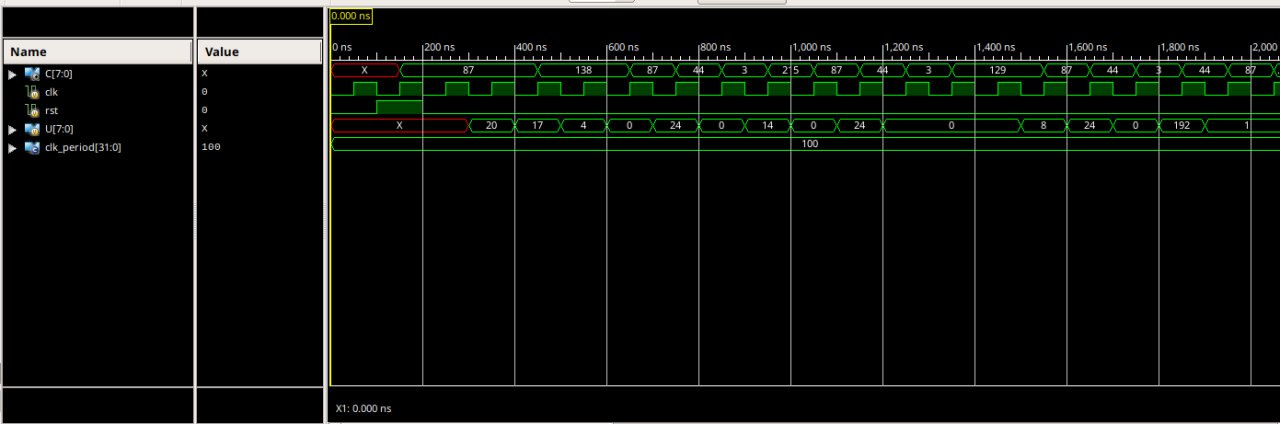 0.000 ns
Name Value
0 ns 200 ns 400 ns 600 ns 800 ns 1,000 ns 1,200 ns 1,400 ns 1,600 ns 1,800 ns 2,000
C[7:0] X X 87 138 87 44 3 215 87 44 3 129 87 44 3 44 87
clk 0
rst 0
U[7:0] X X 20 17 4 0 24 0 14 0 24 0 8 24 0 192 1
clk_period[31:0] 100 100
X1: 0.000 ns